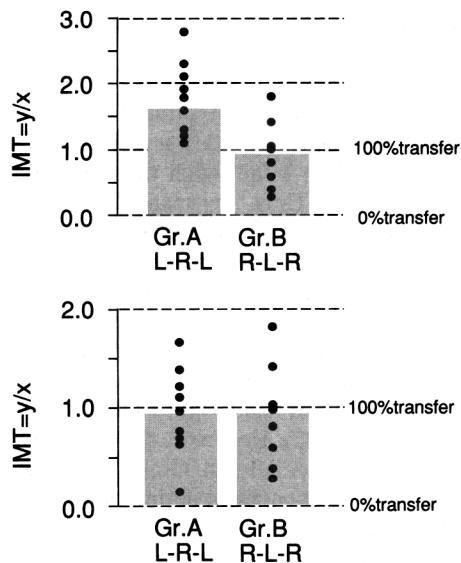 3.0
2.0
1.0
0.0
IMT=y/x
100%transfer
0%transfer
Gr.A Gr.B
L-R-L R-L-R
2.0
1.0
0.0
IMT=y/x
100%transfer
0%transfer
Gr.A Gr.B
L-R-L R-L-R